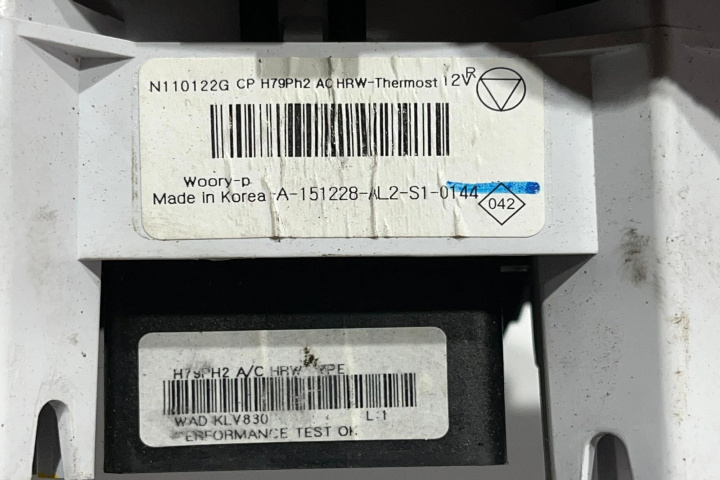 N110122G CP H79Ph2 AC HRW-Thermost 12V R
Woory-p
Made In Korea A-151228-AL2-S1-0144 042
H79PH2 A/C HRW
WAD KLV830
PERFORMANCE TEST OK